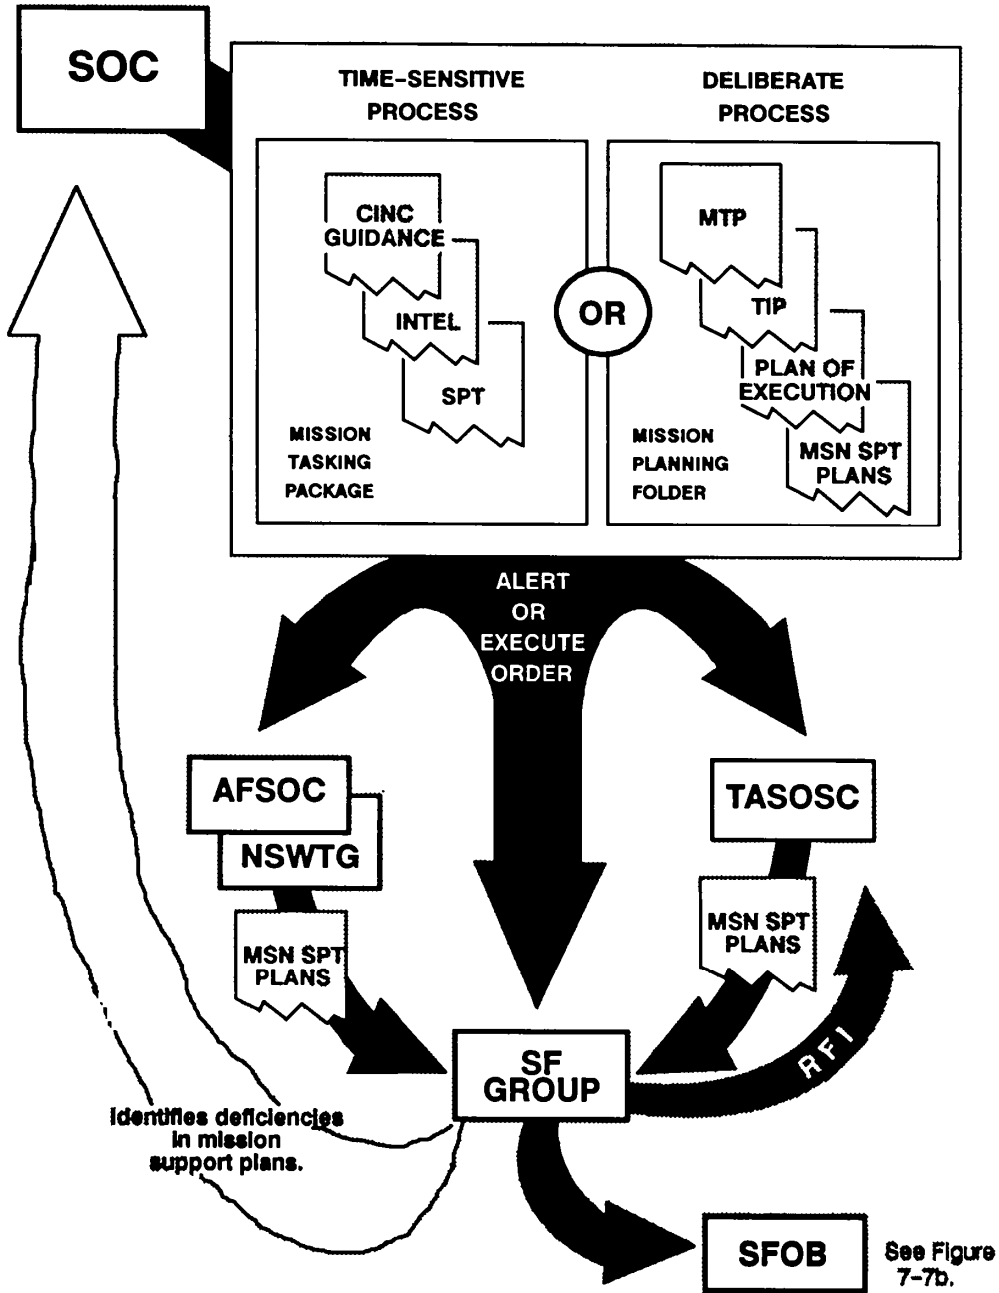 SOC
TIME-SENSITIVE
PROCESS
DELIBERATE
PROCESS
CINC
GUIDANCE
INTEL
SPT
MISSION
TASKING
PACKAGE
OR
MTP
TIP
PLAN OF
EXECUTION
MSN SPT
PLANS
MISSION
PLANNING
FOLDER
ALERT
OR
EXECUTE
ORDER
AFSOC
NSWTG
MSN SPT
PLANS
TASOSC
MSN SPT
PLANS
RFI
SF
GROUP
Identifies deficiencies
in mission
support plans.
SFOB
See Figure
7-7b.